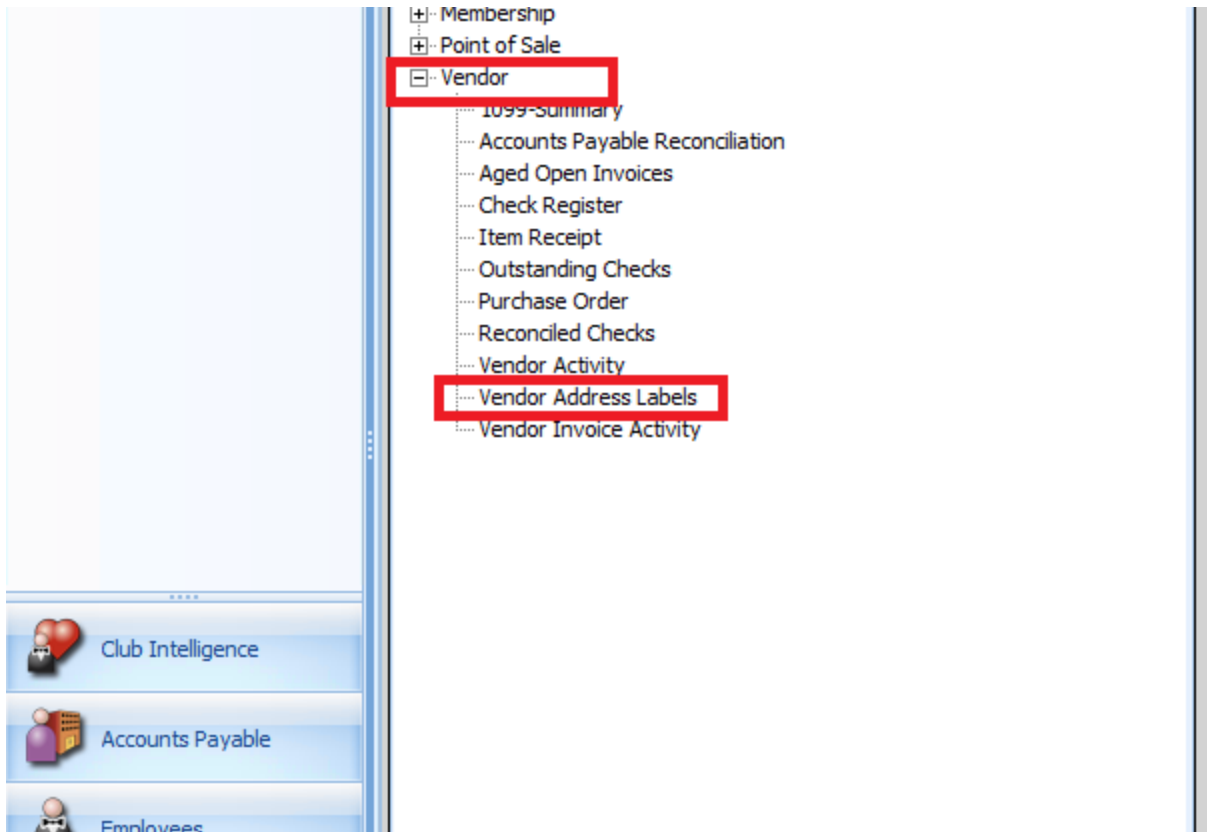 Membership
Point of Sale
Vendor
1099-Summary
Accounts Payable Reconciliation
Aged Open Invoices
Check Register
Item Receipt
Outstanding Checks
Purchase Order
Reconciled Checks
Vendor Activity
Vendor Address Labels
Vendor Invoice Activity
Club Intelligence
Accounts Payable
Employees